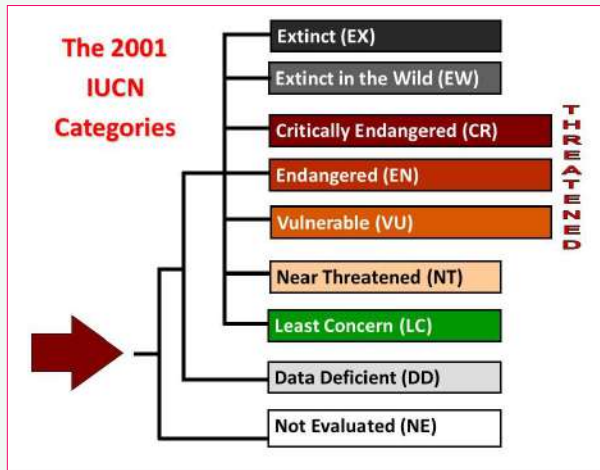 The 2001
IUCN
Categories
Extinct (EX)
Extinct in the Wild (EW)
Critically Endangered (CR)
Endangered (EN)
Vulnerable (VU)
Near Threatened (NT)
Least Concern (LC)
Data Deficient (DD)
Not Evaluated (NE)
THREATENED